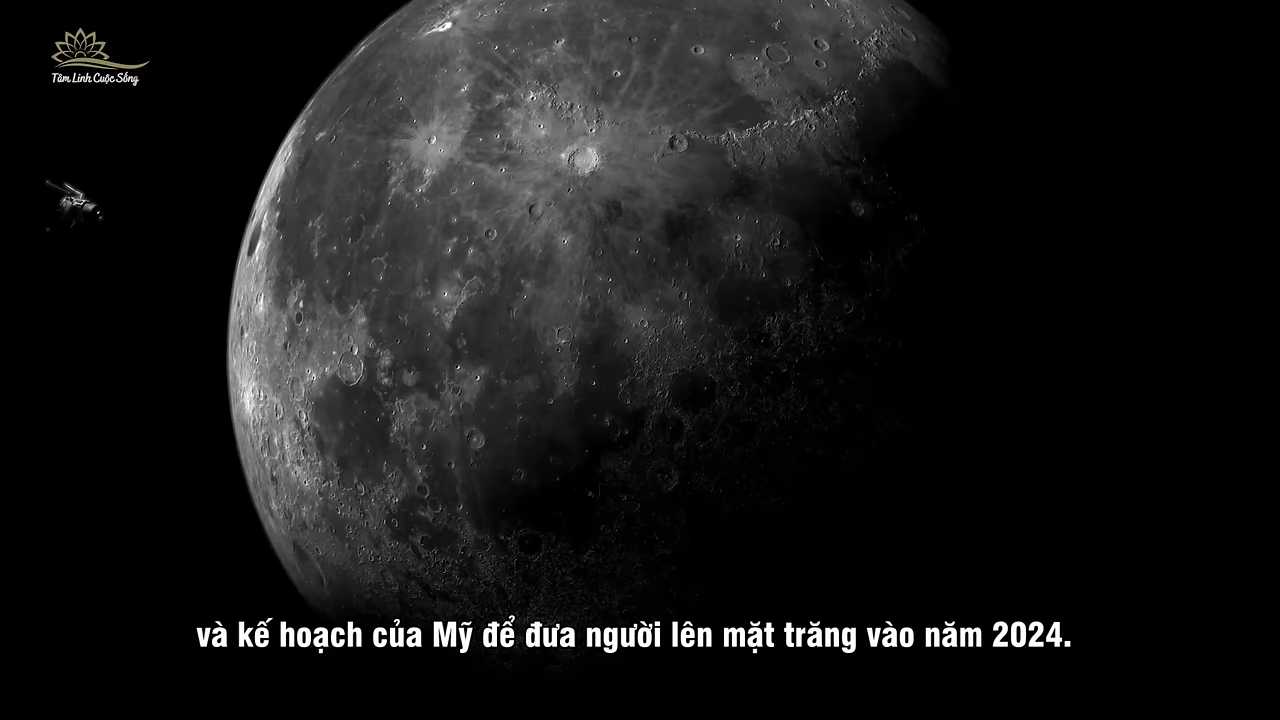 Tâm Linh Cuộc Sống
và kế hoạch của Mỹ để đưa người lên mặt trăng vào năm 2024.